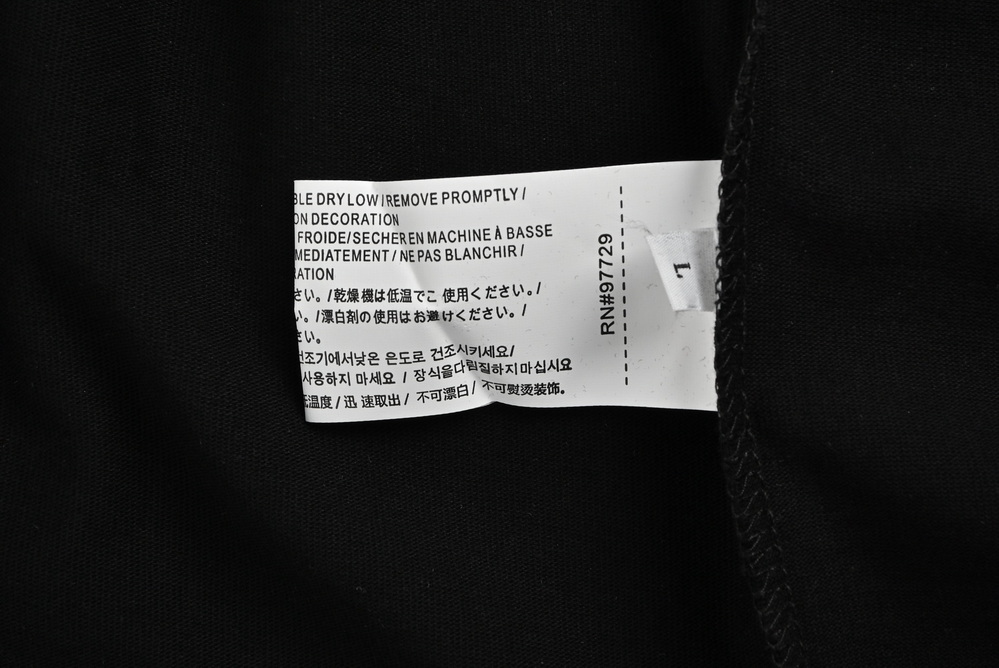 BLE DRY LOW / REMOVE PROMPTLY /
ON DECORATION
FROIDE/SECHER EN MACHINE À BASSE
MEDIATEMENT / NE PAS BLANCHIR /
RATION
さい。/乾燥機は低温でこ 使用ください。/
い。/漂白剤の使用はお避けください。/
さい。
건조기에서낮은 온도로 건조시키세요/
사용하지 마세요 / 장식을다림질하지마십시요
低温度 / 迅 速取出 / 不可漂白 / 不可熨烫装饰。
RN#97729
L